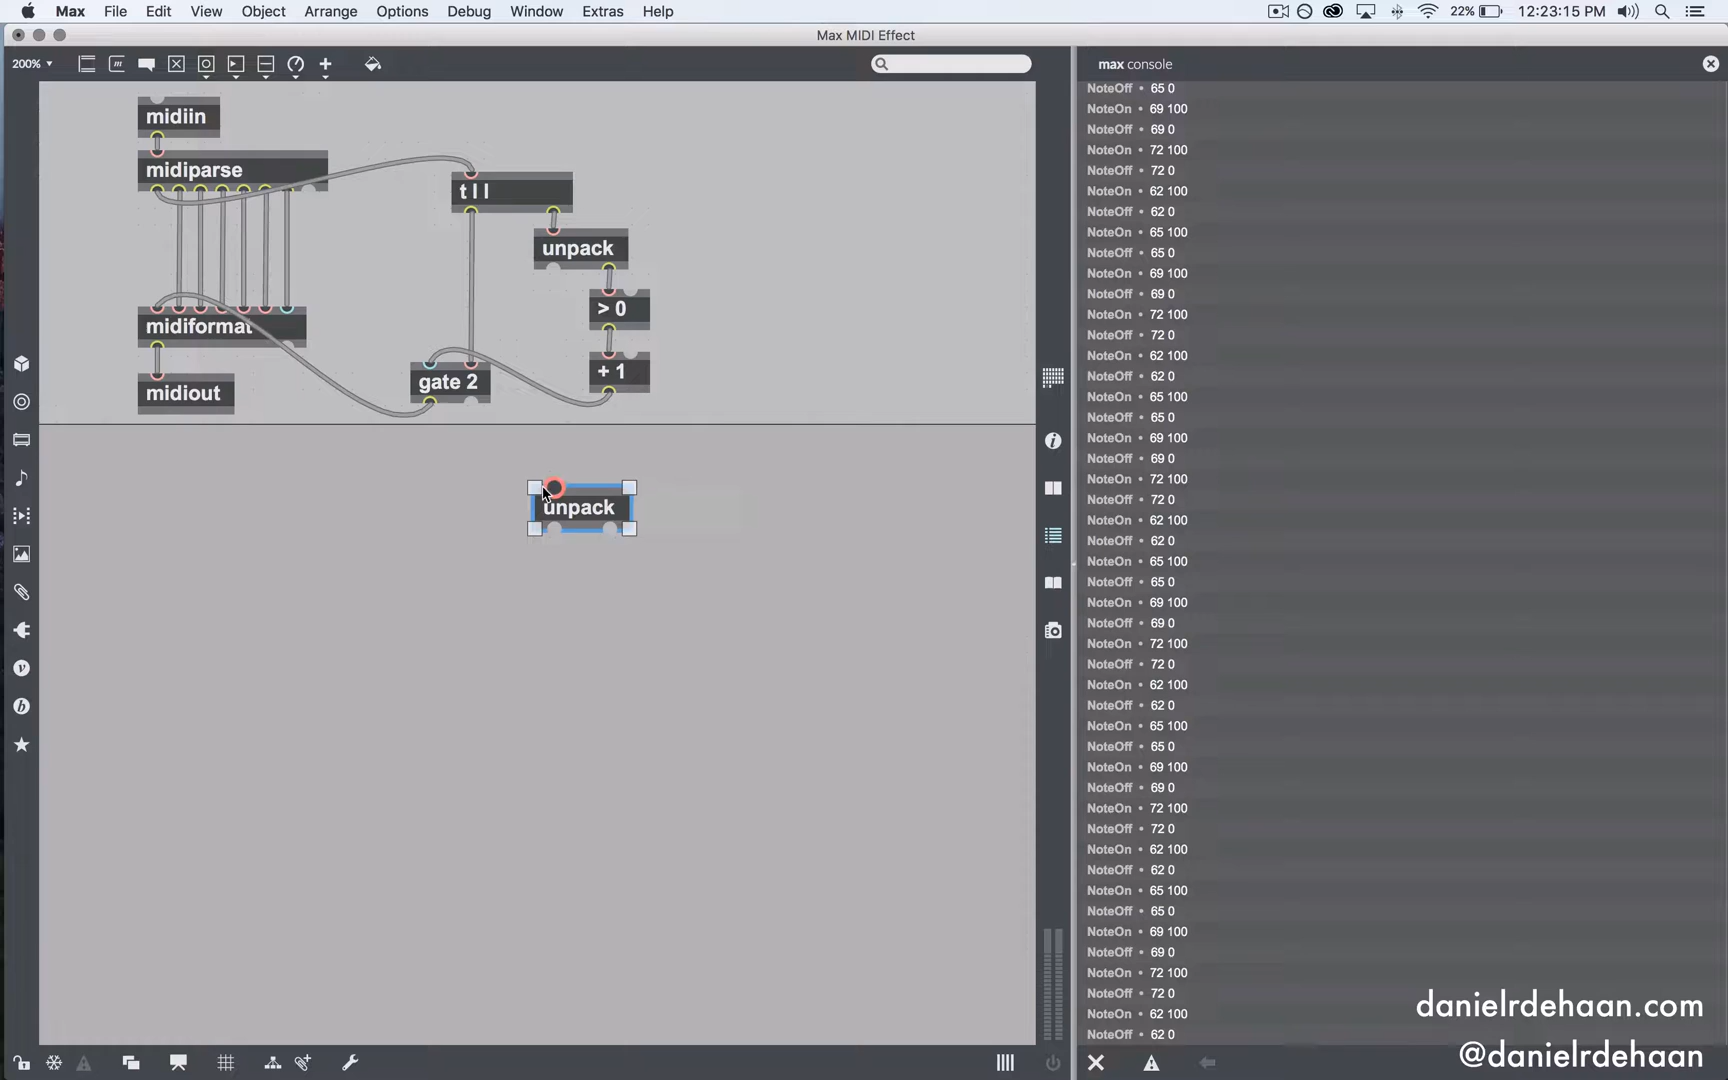 Max File Edit View Object Arrange Options Debug Window Extras Help
22% 12:23:15 PM
Max MIDI Effect
200%
max console
midiin
midiparse
t l l
unpack
> 0
midiformat
+ 1
gate 2
midiout
unpack
NoteOff • 65 0
NoteOn • 69 100
NoteOff • 69 0
NoteOn • 72 100
NoteOff • 72 0
NoteOn • 62 100
NoteOff • 62 0
NoteOn • 65 100
NoteOff • 65 0
NoteOn • 69 100
NoteOff • 69 0
NoteOn • 72 100
NoteOff • 72 0
NoteOn • 62 100
NoteOff • 62 0
NoteOn • 65 100
NoteOff • 65 0
NoteOn • 69 100
NoteOff • 69 0
NoteOn • 72 100
NoteOff • 72 0
NoteOn • 62 100
NoteOff • 62 0
NoteOn • 65 100
NoteOff • 65 0
NoteOn • 69 100
NoteOff • 69 0
NoteOn • 72 100
NoteOff • 72 0
NoteOn • 62 100
NoteOff • 62 0
NoteOn • 65 100
NoteOff • 65 0
NoteOn • 69 100
NoteOff • 69 0
NoteOn • 72 100
NoteOff • 72 0
NoteOn • 62 100
NoteOff • 62 0
NoteOn • 65 100
NoteOff • 65 0
NoteOn • 69 100
NoteOff • 69 0
NoteOn • 72 100
NoteOff • 72 0
NoteOn • 62 100
NoteOff • 62 0
danielrdehaan.com
@danielrdehaan